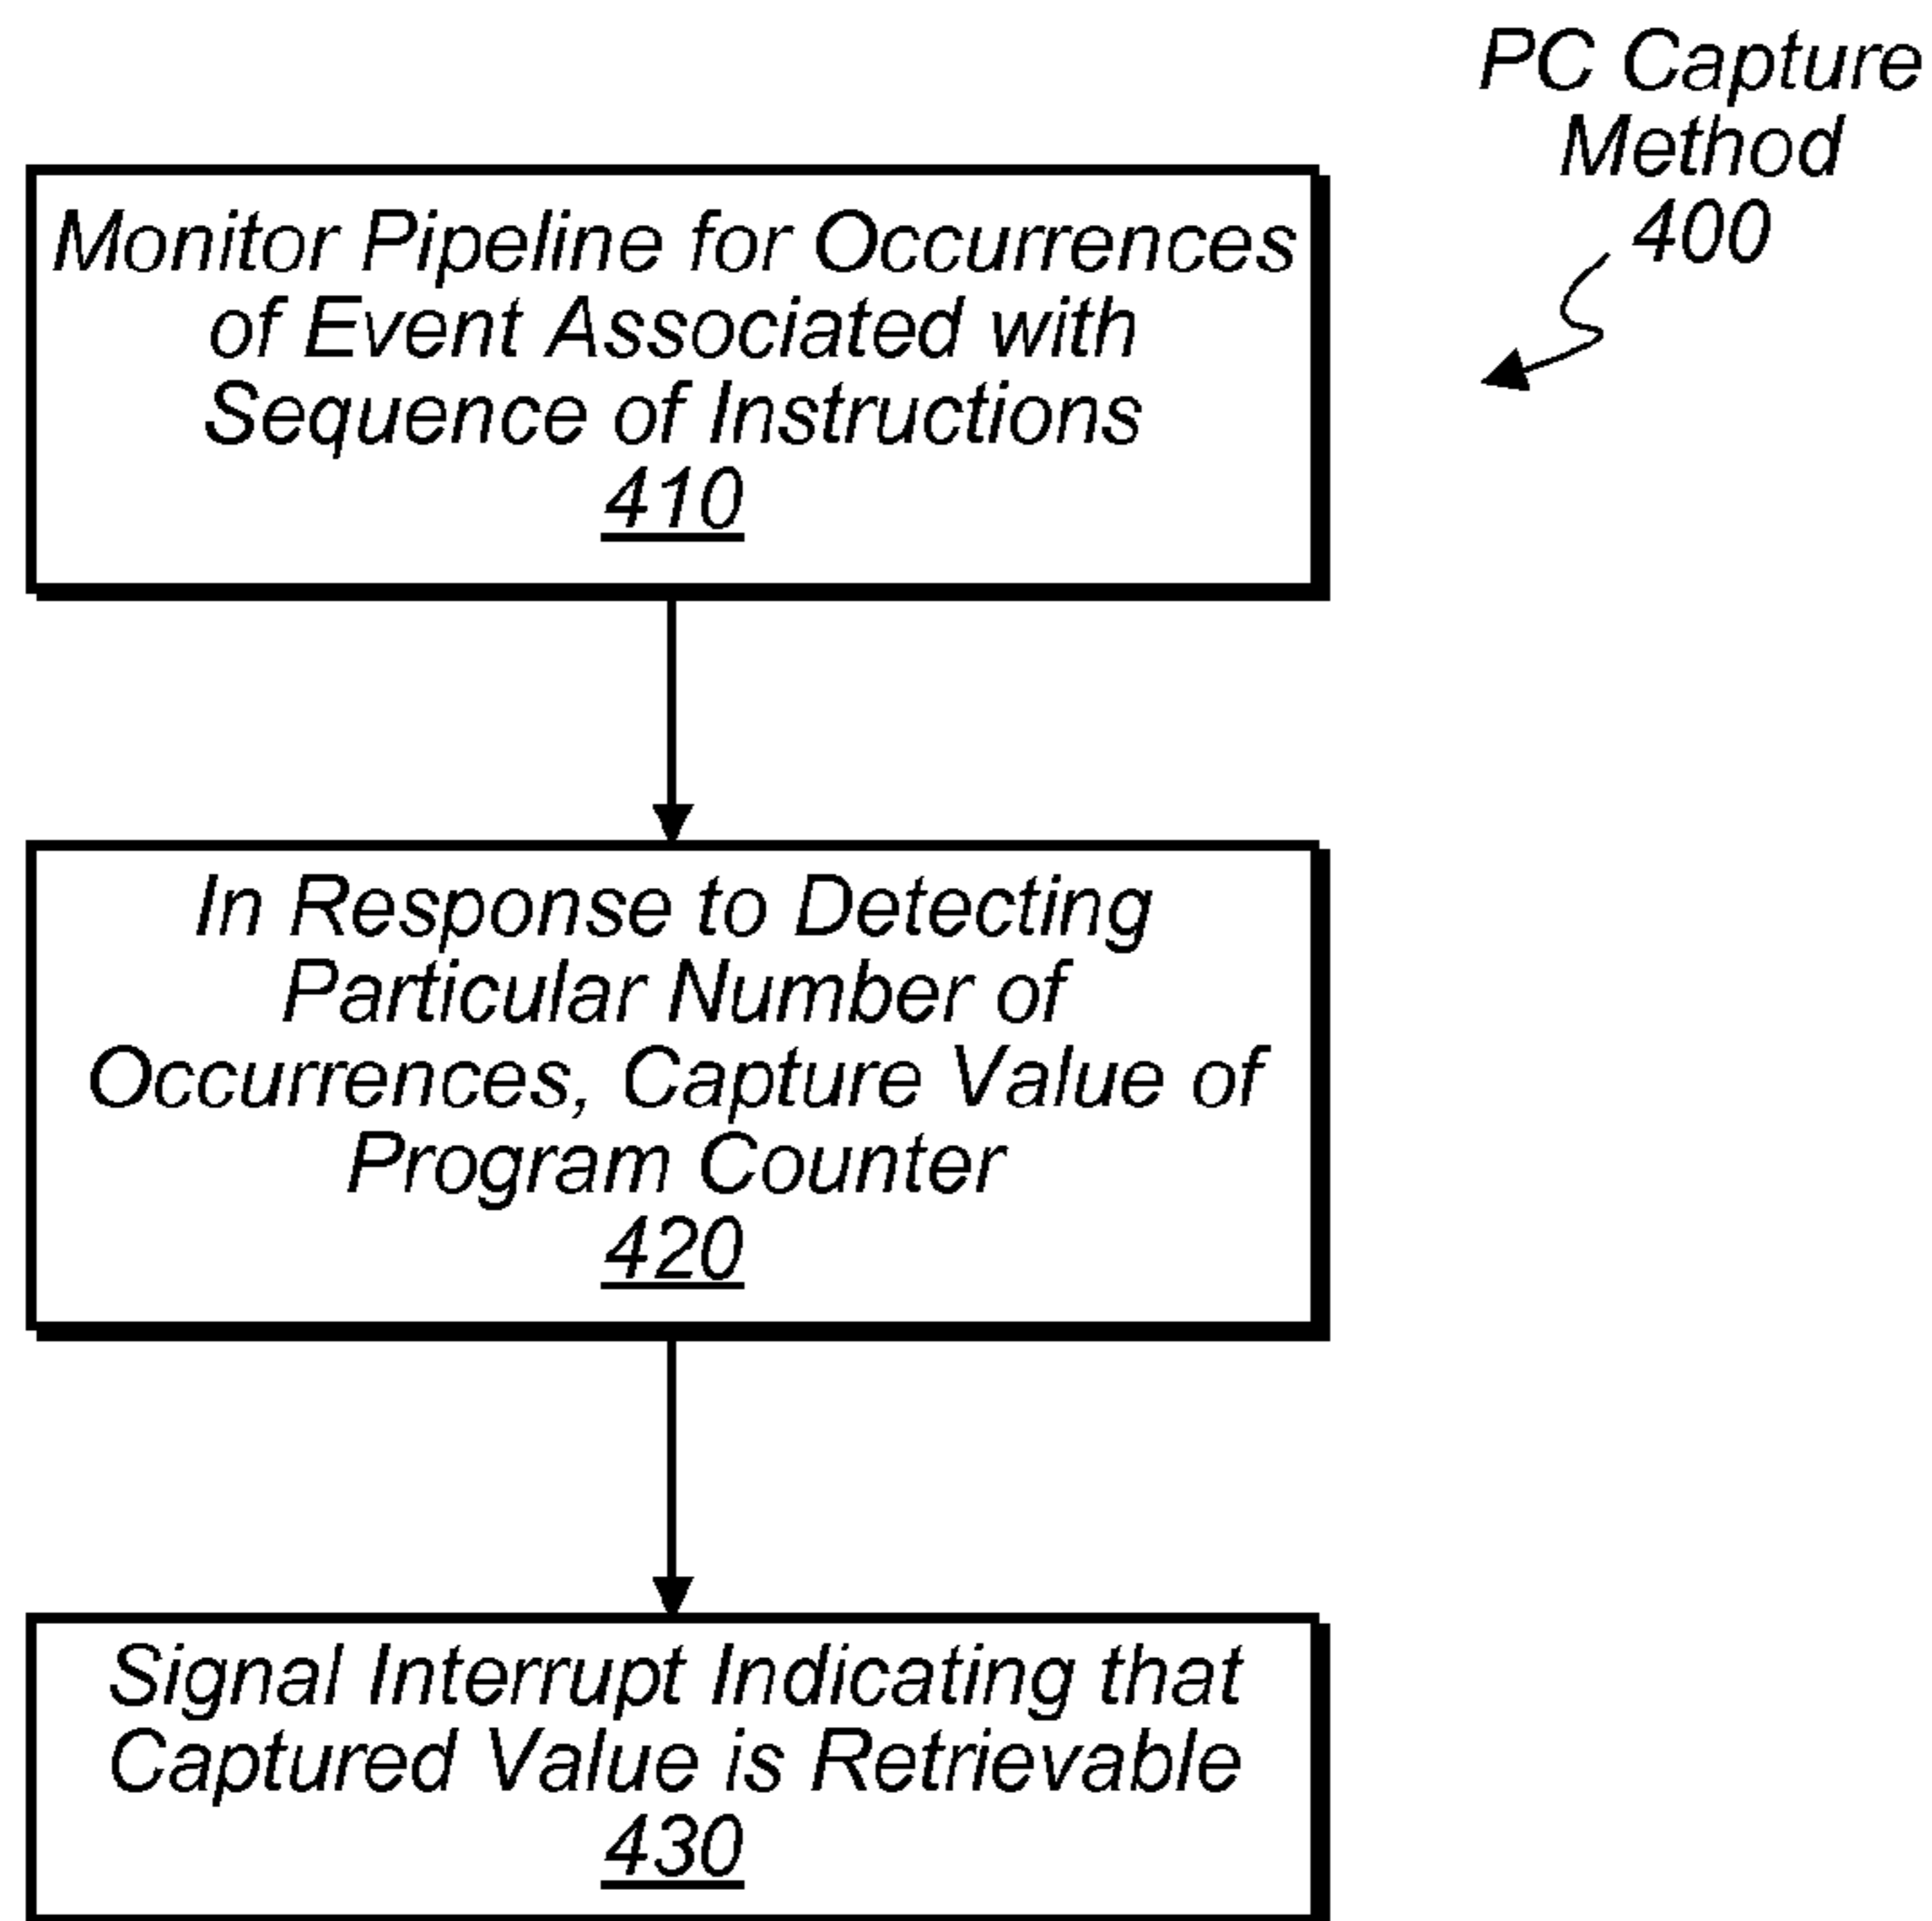 PC Capture
Method
400
Monitor Pipeline for Occurrences
of Event Associated with
Sequence of Instructions
410
In Response to Detecting
Particular Number of
Occurrences, Capture Value of
Program Counter
420
Signal Interrupt Indicating that
Captured Value is Retrievable
430